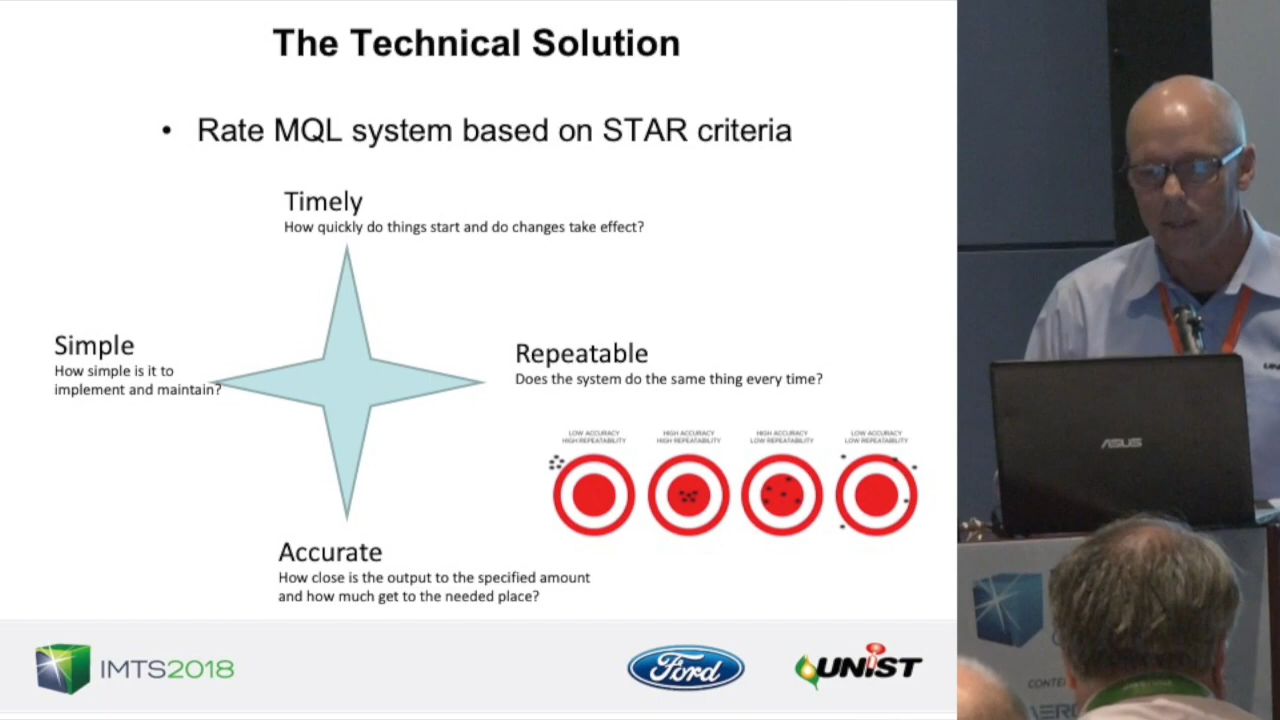 The Technical Solution
• Rate MQL system based on STAR criteria
Timely
How quickly do things start and do changes take effect?
Simple
How simple is it to
implement and maintain?
Repeatable
Does the system do the same thing every time?
LOW ACCURACY
HIGH REPEATABILITY
HIGH ACCURACY
HIGH REPEATABILITY
HIGH ACCURACY
LOW REPEATABILITY
LOW ACCURACY
LOW REPEATABILITY
Accurate
How close is the output to the specified amount
and how much get to the needed place?
IMTS2018
Ford
UNIST
ASUS